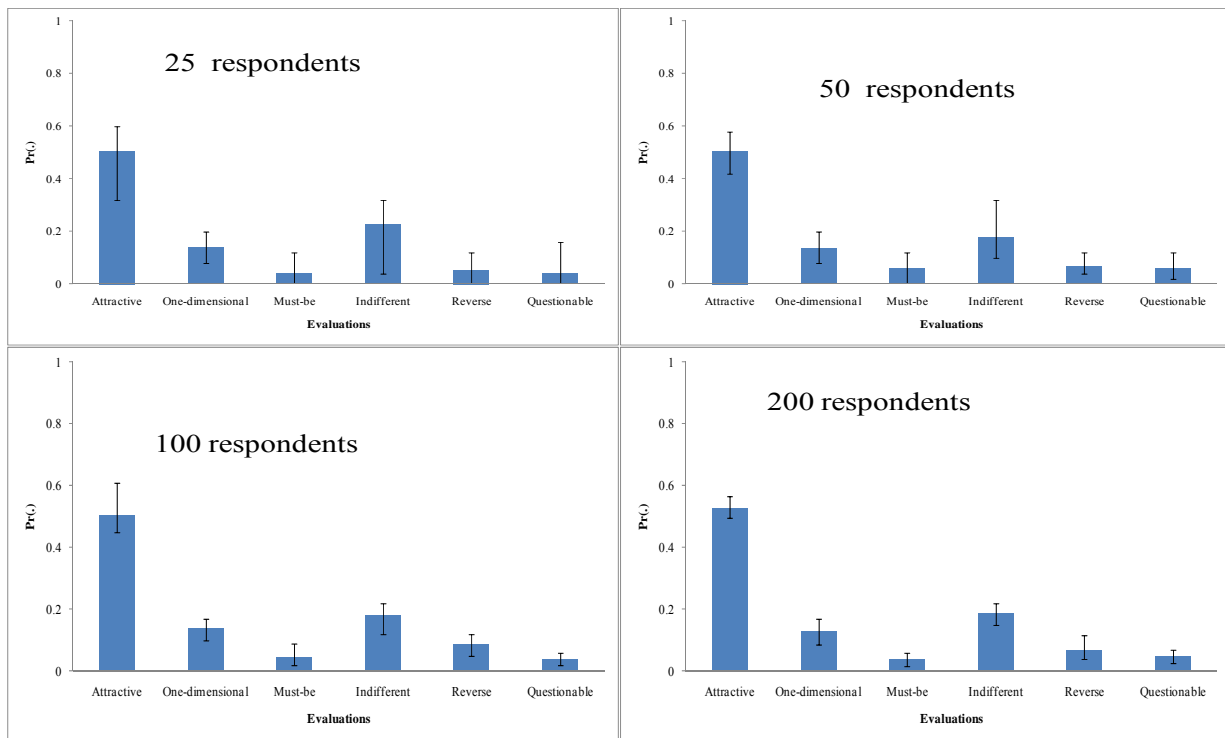 1
0.8
0.6
0.4
0.2
0
Pr(.)
25 respondents
Attractive One-dimensional Must-be Indifferent Reverse Questionable
Evaluations
1
0.8
0.6
0.4
0.2
0
Pr(.)
50 respondents
Attractive One-dimensional Must-be Indifferent Reverse Questionable
Evaluations
1
0.8
0.6
0.4
0.2
0
Pr(.)
100 respondents
Attractive One-dimensional Must-be Indifferent Reverse Questionable
Evaluations
1
0.8
0.6
0.4
0.2
0
Pr(.)
200 respondents
Attractive One-dimensional Must-be Indifferent Reverse Questionable
Evaluations